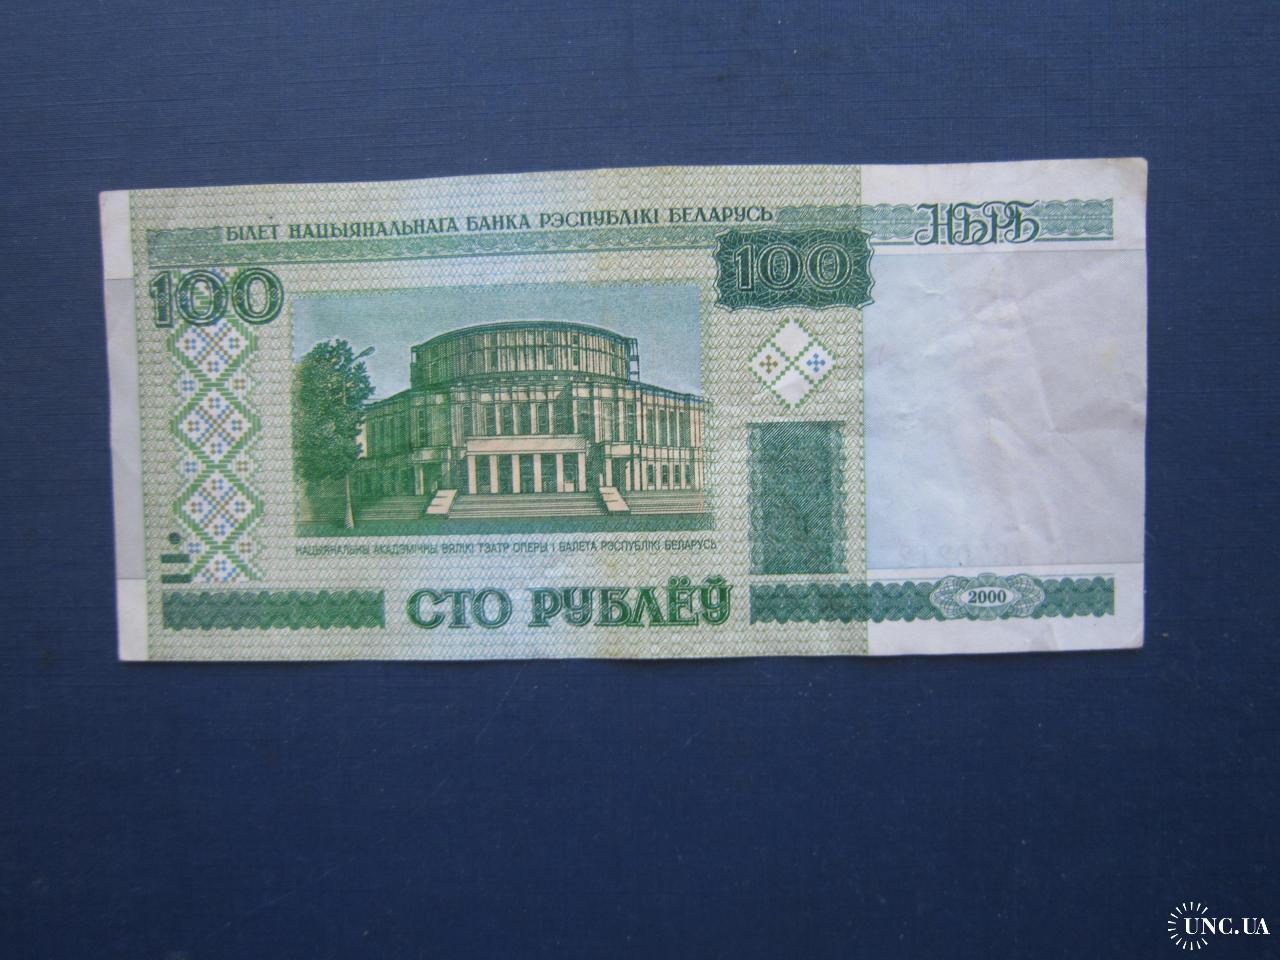 БІЛЕТ НАЦЫЯНАЛЬНАГА БАНКА РЭСПУБЛІКІ БЕЛАРУСЬ
НБРБ
100
100
НАЦЫЯНАЛЬНЫ АКАДЭМІЧНЫ ВЯЛІКІ ТЭАТР ОПЕРЫ І БАЛЕТА РЭСПУБЛІКІ БЕЛАРУСЬ
СТО РУБЛЁЎ
2000
UNC.UA